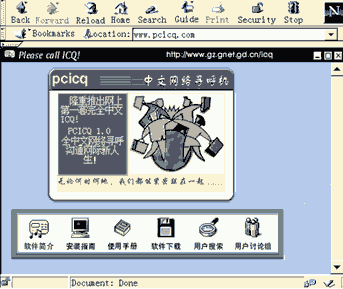 Back Forward Reload Home Search Guide Print Security Stop
N
Bookmarks Location: www.pcicq.com
Please call ICQ! http://www.gz.gnet.gd.cn/icq
pcicq 中文网络寻呼机
隆重推出网上
第一套完全中文
ICQ!
PCICQ 1.0
全中文网络寻呼
沟通网际新人
生!
无论何时何地，我们都能紧紧联在一起……
软件简介 安装指南 使用手册 软件下载 用户搜索 用户讨论组
Document: Done